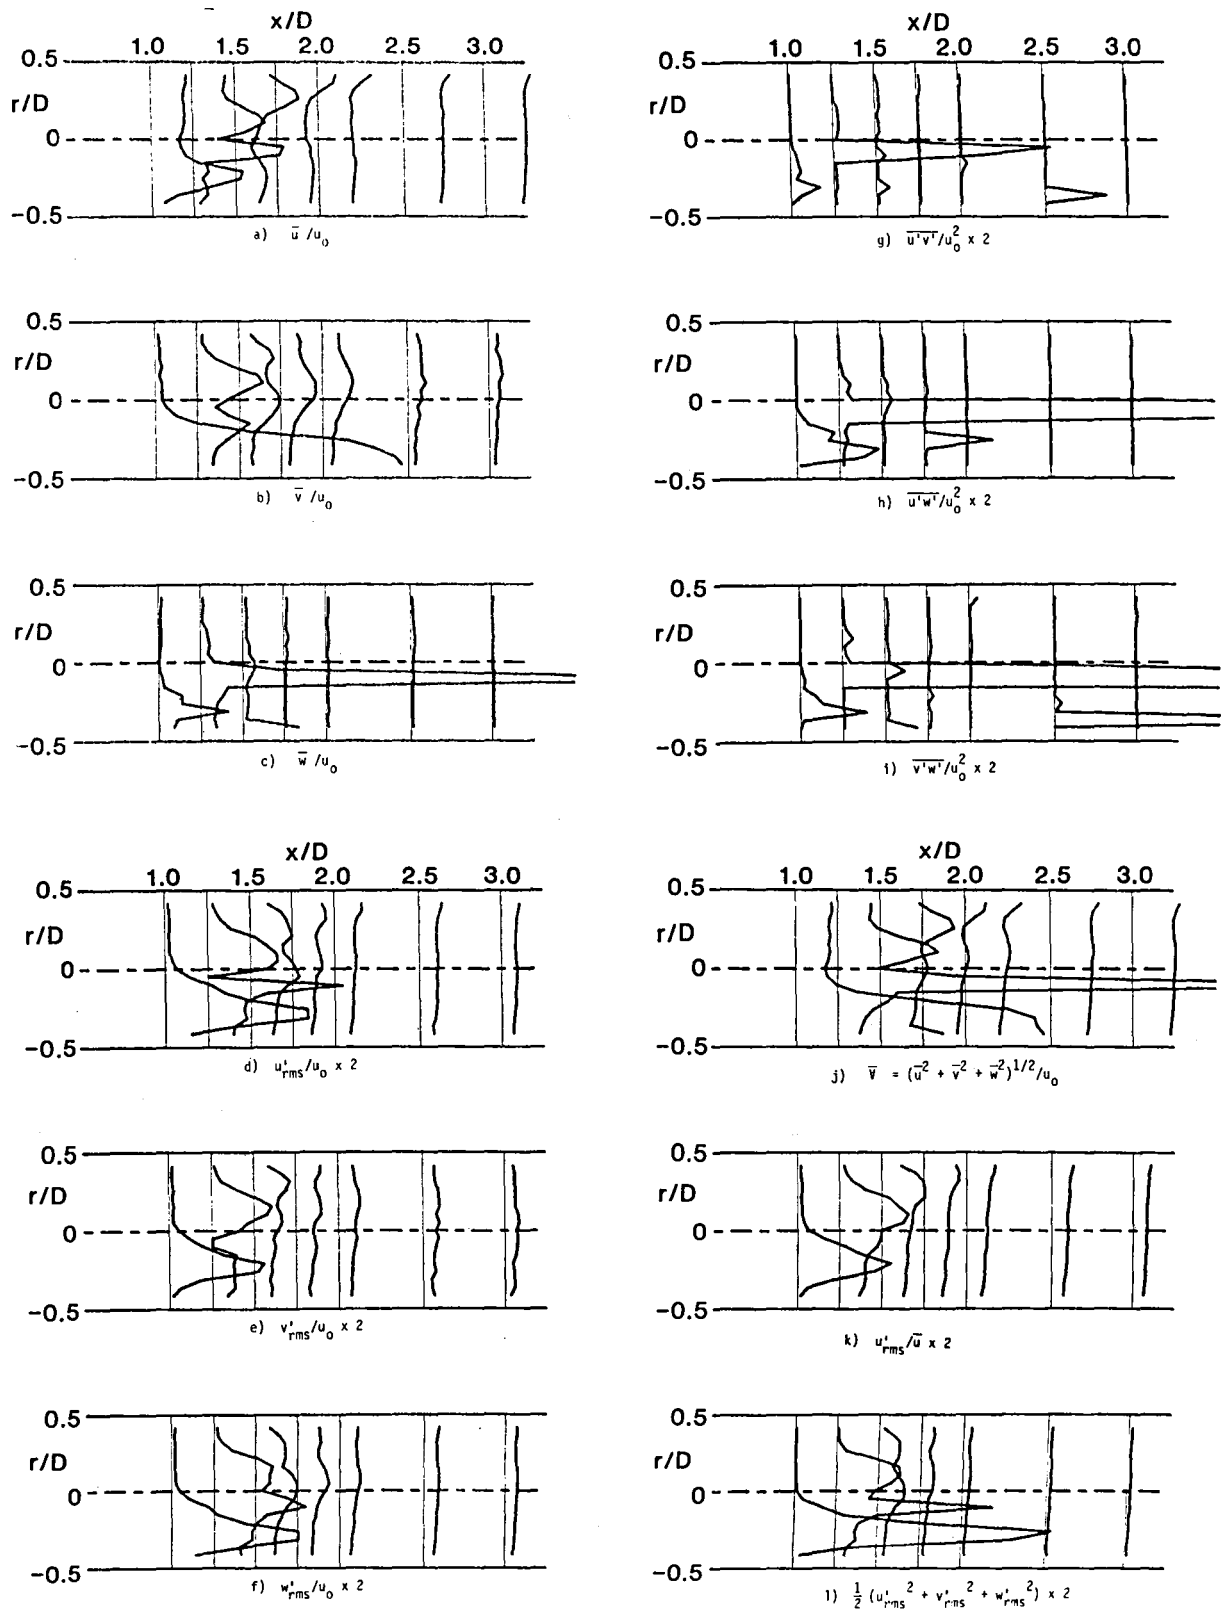 x/D
1.0 1.5 2.0 2.5 3.0
0.5
r/D
0
-0.5
a) u̅ /u₀
0.5
r/D
0
-0.5
b) v̅ /u₀
0.5
r/D
0
-0.5
c) w̅ /u₀
x/D
1.0 1.5 2.0 2.5 3.0
0.5
r/D
0
-0.5
d) u'rms/u₀ x 2
0.5
r/D
0
-0.5
e) v'rms/u₀ x 2
0.5
r/D
0
-0.5
f) w'rms/u₀ x 2
x/D
1.0 1.5 2.0 2.5 3.0
0.5
r/D
0
-0.5
g) u̅'̅v̅'̅/u₀² x 2
0.5
r/D
0
-0.5
h) u̅'̅w̅'̅/u₀² x 2
0.5
r/D
0
-0.5
i) v̅'̅w̅'̅/u₀² x 2
x/D
1.0 1.5 2.0 2.5 3.0
0.5
r/D
0
-0.5
j) V̅ = (u̅² + v̅² + w̅²)1/2/u₀
0.5
r/D
0
-0.5
k) u'rms/u̅ x 2
0.5
r/D
0
-0.5
l) 1/2 (u'rms² + v'rms² + w'rms²) x 2